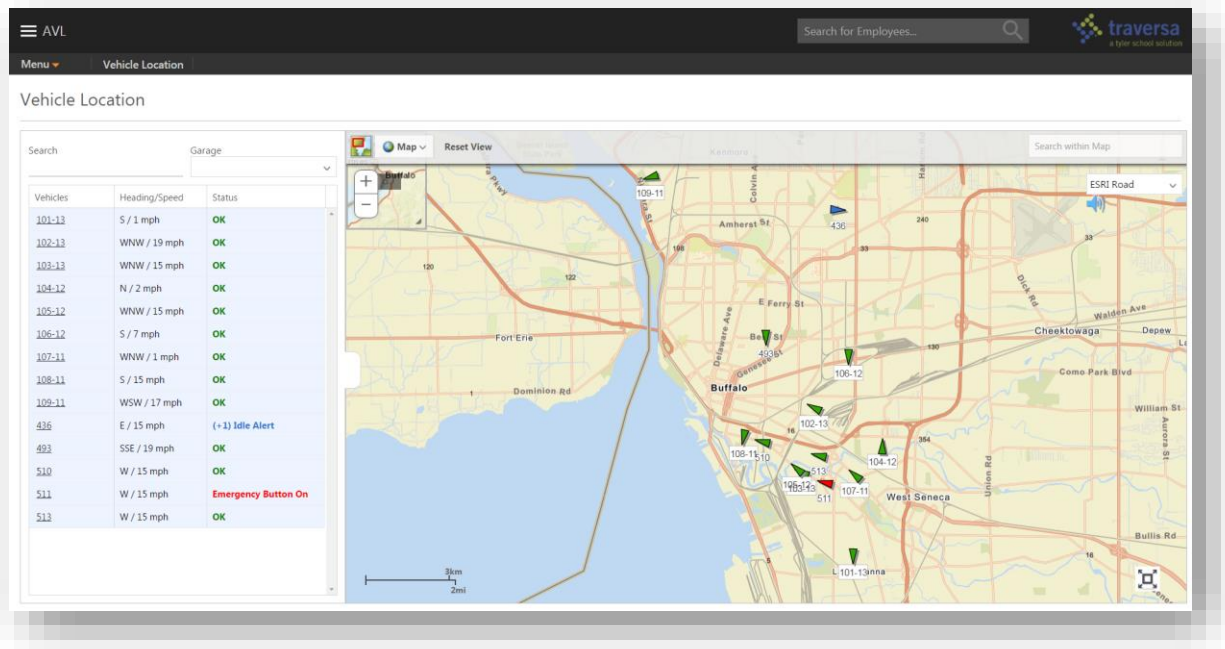 AVL
Search for Employees...
traversa
a tyler school solution
Menu
Vehicle Location
Vehicle Location
Search
Garage
Vehicles Heading/Speed Status
101-13 S / 1 mph OK
102-13 WNW / 19 mph OK
103-13 WNW / 15 mph OK
104-12 N / 2 mph OK
105-12 WNW / 15 mph OK
106-12 S / 7 mph OK
107-11 WNW / 1 mph OK
108-11 S / 15 mph OK
109-11 WSW / 17 mph OK
436 E / 15 mph (+1) Idle Alert
493 SSE / 19 mph OK
510 W / 15 mph OK
511 W / 15 mph Emergency Button On
513 W / 15 mph OK
Map
Reset View
Search within Map
Buffalo
ESRI Road
Kenmore
Colvin Ave
109-11
Amherst St
436
240
33
33
198
120
122
E Ferry St
Delaware Ave
Dick Rd
Walden Ave
Cheektowaga
Depew
Fort Erie
493
Genesee St
190
106-12
Como Park Blvd
1
Dominion Rd
Buffalo
William St
Aurora St
102-13
16
354
108-11
510
513
104-12
105-12
103-13
511
107-11
West Seneca
Union Rd
Bullis Rd
16
5
101-13
3km
2mi